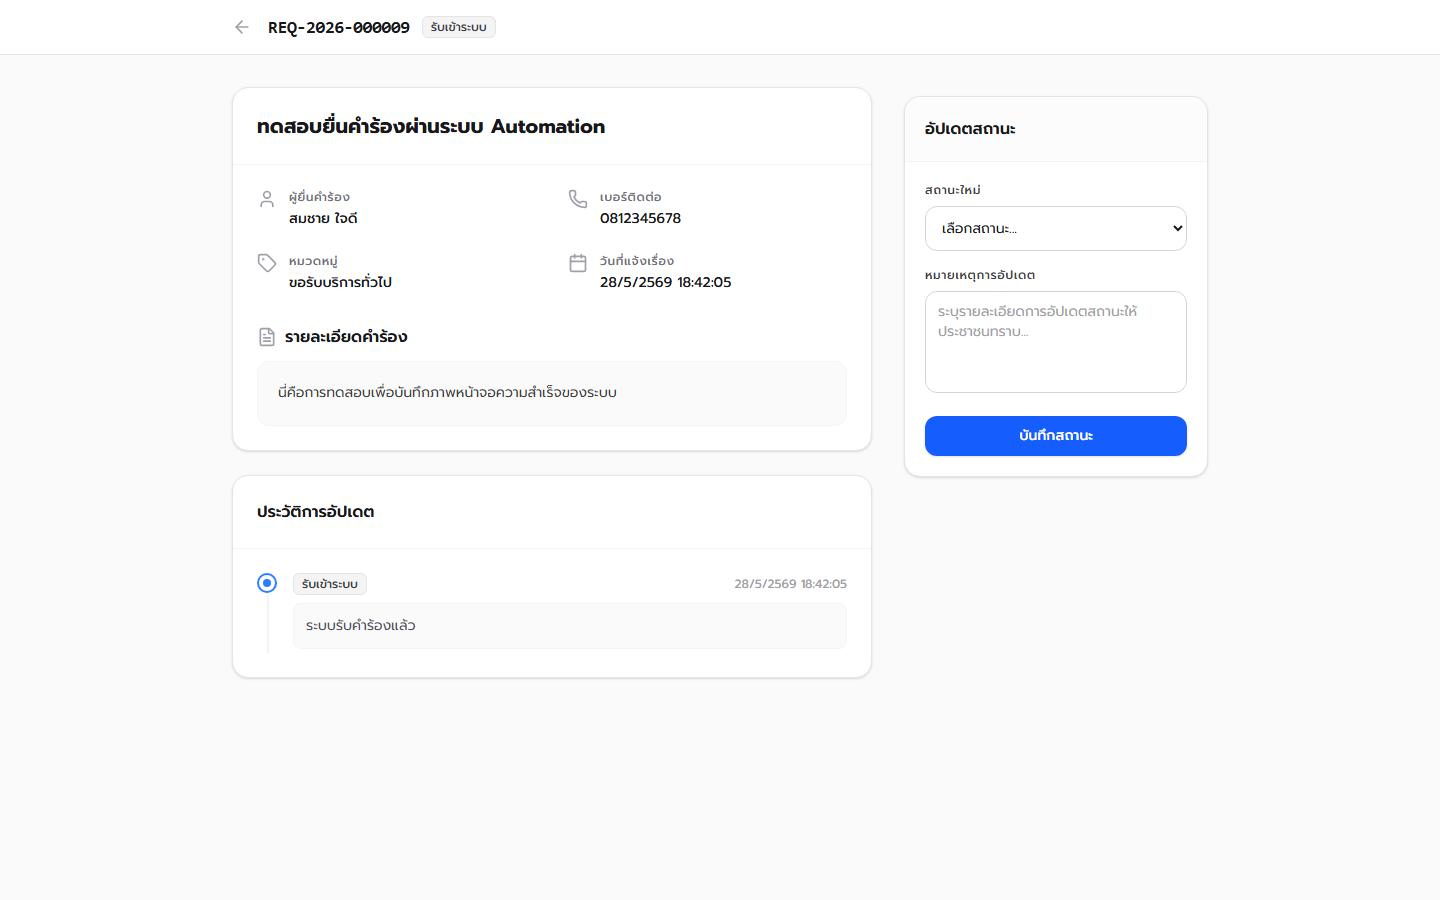 REQ-2026-000009
รับเข้าระบบ
ทดสอบยื่นคำร้องผ่านระบบ Automation
ผู้ยื่นคำร้อง
สมชาย ใจดี
เบอร์ติดต่อ
0812345678
หมวดหมู่
ขอรับบริการทั่วไป
วันที่แจ้งเรื่อง
28/5/2569 18:42:05
รายละเอียดคำร้อง
นี่คือการทดสอบเพื่อบันทึกภาพหน้าจอความสำเร็จของระบบ
ประวัติการอัปเดต
รับเข้าระบบ
28/5/2569 18:42:05
ระบบรับคำร้องแล้ว
อัปเดตสถานะ
สถานะใหม่
เลือกสถานะ...
หมายเหตุการอัปเดต
ระบุรายละเอียดการอัปเดตสถานะให้
ประชาชนทราบ...
บันทึกสถานะ